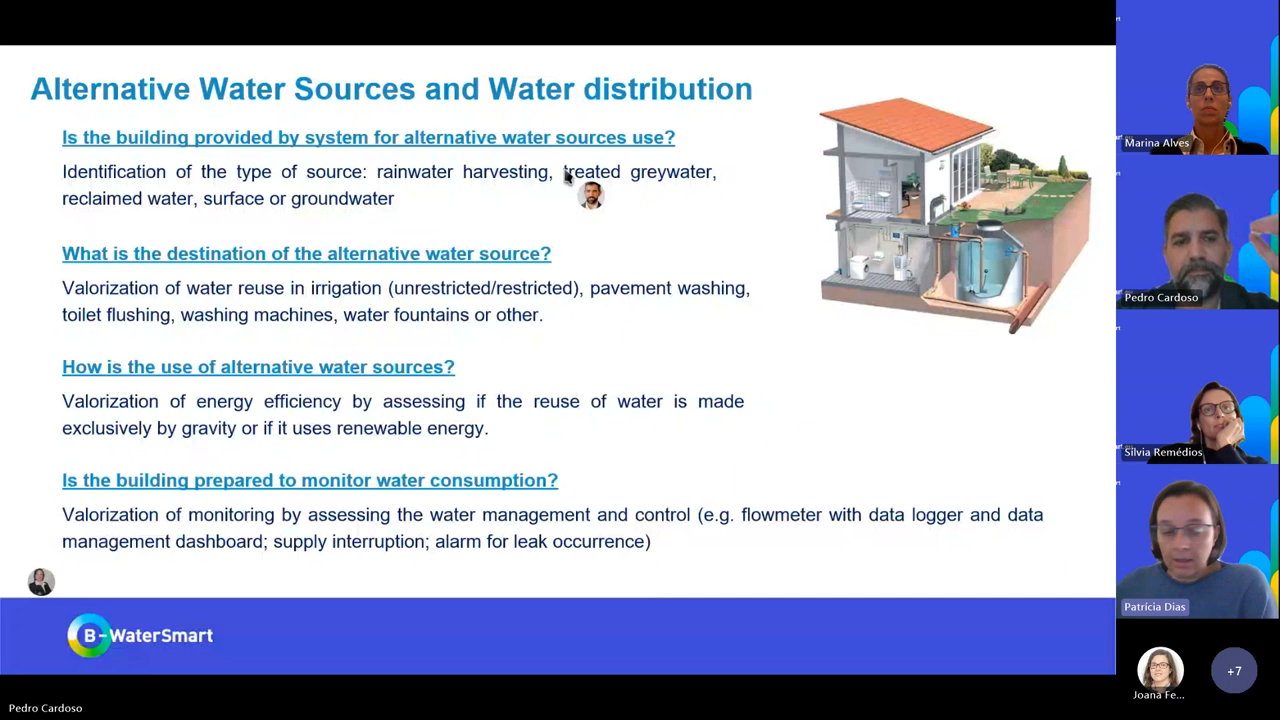 Alternative Water Sources and Water distribution
Is the building provided by system for alternative water sources use?
Identification of the type of source: rainwater harvesting, treated greywater,
reclaimed water, surface or groundwater
What is the destination of the alternative water source?
Valorization of water reuse in irrigation (unrestricted/restricted), pavement washing,
toilet flushing, washing machines, water fountains or other.
How is the use of alternative water sources?
Valorization of energy efficiency by assessing if the reuse of water is made
exclusively by gravity or if it uses renewable energy.
Is the building prepared to monitor water consumption?
Valorization of monitoring by assessing the water management and control (e.g. flowmeter with data logger and data
management dashboard; supply interruption; alarm for leak occurrence)
B-WaterSmart
Pedro Cardoso
Marina Alves
Pedro Cardoso
Sílvia Remédios
Patrícia Dias
Joana Fe...
+7